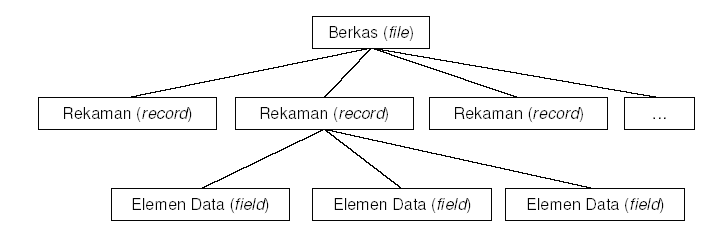 Berkas (file)
Rekaman (record)
Rekaman (record)
Rekaman (record)
...
Elemen Data (field)
Elemen Data (field)
Elemen Data (field)